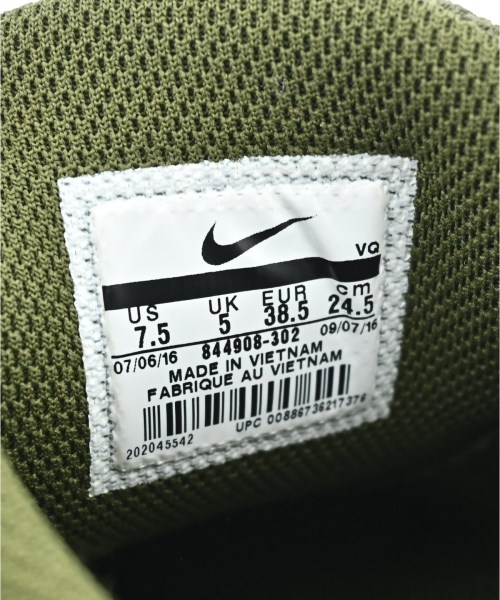 VQ
US UK EUR cm
7.5 5 38.5 24.5
07/06/16 844908-302 09/07/16
MADE IN VIETNAM
FABRIQUE AU VIETNAM
202045542 UPC 00886736217376